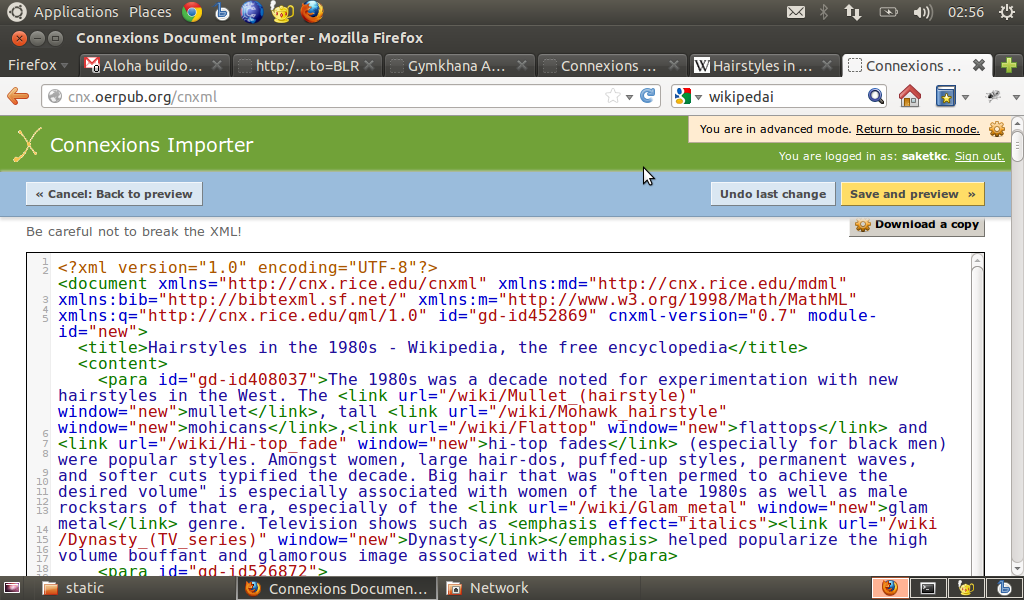 Applications Places 02:56
Connexions Document Importer - Mozilla Firefox
Firefox Aloha buildo... http:/...to=BLR Gymkhana A... Connexions ... Hairstyles in ... Connexions ...
cnx.oerpub.org/cnxml wikipedai
You are in advanced mode. Return to basic mode.
Connexions Importer
You are logged in as: saketkc. Sign out.
« Cancel: Back to preview Undo last change Save and preview »
Be careful not to break the XML! Download a copy
1 <?xml version="1.0" encoding="UTF-8"?>
2 <document xmlns="http://cnx.rice.edu/cnxml" xmlns:md="http://cnx.rice.edu/mdml"
3 xmlns:bib="http://bibtexml.sf.net/" xmlns:m="http://www.w3.org/1998/Math/MathML"
4
5 xmlns:q="http://cnx.rice.edu/qml/1.0" id="gd-id452869" cnxml-version="0.7" module-
id="new">
<title>Hairstyles in the 1980s - Wikipedia, the free encyclopedia</title>
<content>
<para id="gd-id408037">The 1980s was a decade noted for experimentation with new
hairstyles in the West. The <link url="/wiki/Mullet_(hairstyle)"
window="new">mullet</link>, tall <link url="/wiki/Mohawk_hairstyle"
6 window="new">mohicans</link>,<link url="/wiki/Flattop" window="new">flattops</link> and
7 <link url="/wiki/Hi-top_fade" window="new">hi-top fades</link> (especially for black men)
8 were popular styles. Amongst women, large hair-dos, puffed-up styles, permanent waves,
9 and softer cuts typified the decade. Big hair that was "often permed to achieve the
10
11 desired volume" is especially associated with women of the late 1980s as well as male
12
13 rockstars of that era, especially of the <link url="/wiki/Glam_metal" window="new">glam
14 metal</link> genre. Television shows such as <emphasis effect="italics"><link url="/wiki
15 /Dynasty_(TV_series)" window="new">Dynasty</link></emphasis> helped popularize the high
16
17 volume bouffant and glamorous image associated with it.</para>
18 <para id="gd-id526872">
static Connexions Documen... Network